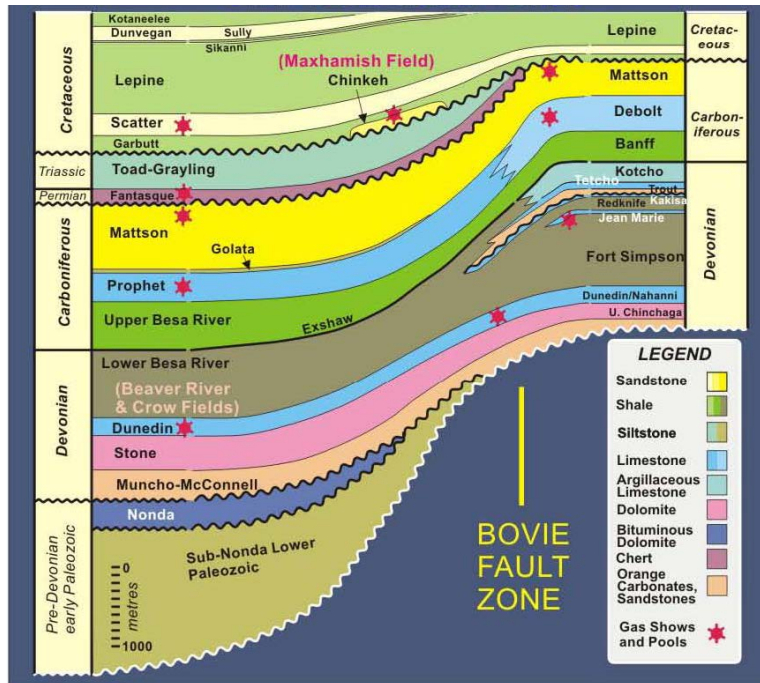 Cretaceous
Triassic
Permian
Carboniferous
Devonian
Pre-Devonian
early Paleozoic
Kotaneelee
Dunvegan
Sully
Sikanni
Lepine
(Maxhamish Field)
Chinkeh
Scatter
Garbutt
Toad-Grayling
Fantasque
Mattson
Golata
Prophet
Upper Besa River
Exshaw
Lower Besa River
(Beaver River
& Crow Fields)
Dunedin
Stone
Muncho-McConnell
Nonda
Sub-Nonda Lower
Paleozoic
0
metres
1000
Lepine
Mattson
Debolt
Banff
Kotcho
Tetcho
Trout
Redknife
Kakisa
Jean Marie
Fort Simpson
Dunedin/Nahanni
U. Chinchaga
Cretac-
eous
Carbon-
iferous
Devonian
BOVIE
FAULT
ZONE
LEGEND
Sandstone
Shale
Siltstone
Limestone
Argillaceous
Limestone
Dolomite
Bituminous
Dolomite
Chert
Orange
Carbonates,
Sandstones
Gas Shows
and Pools